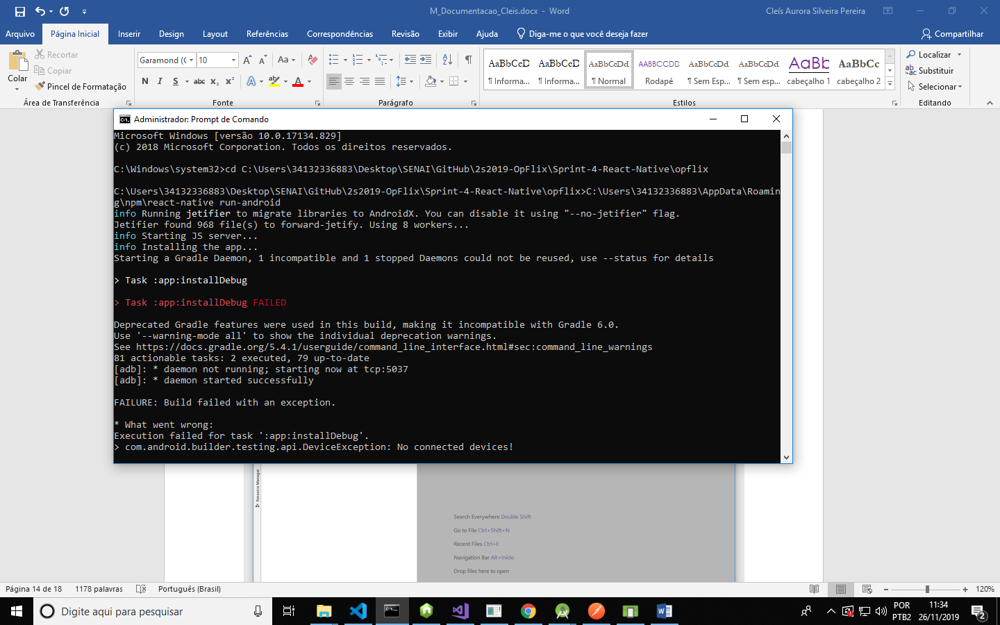 M_Documentacao_Cleis.docx - Word
Cleís Aurora Silveira Pereira
Arquivo
Página Inicial
Inserir
Design
Layout
Referências
Correspondências
Revisão
Exibir
Ajuda
Diga-me o que você deseja fazer
Compartilhar
Colar
Recortar
Copiar
Pincel de Formatação
Área de Transferência
Garamond (C
10
Aa
N I S abc x₂ x²
Fonte
Parágrafo
AaBbCcD
¶ Informa...
AaBbCcD
¶ Informa...
AaBbCcDd
¶ Normal
AABBCCDD
Rodapé
AaBbCcDd
¶ Sem Esp...
AaBbCcDd
¶ Sem esp...
AaBb
cabeçalho 1
AaBbCc
cabeçalho 2
Estilos
Localizar
Substituir
Selecionar
Editando
Administrador: Prompt de Comando
Microsoft Windows [versão 10.0.17134.829]
(c) 2018 Microsoft Corporation. Todos os direitos reservados.
C:\Windows\system32>cd C:\Users\34132336883\Desktop\SENAI\GitHub\2s2019-OpFlix\Sprint-4-React-Native\opflix
C:\Users\34132336883\Desktop\SENAI\GitHub\2s2019-OpFlix\Sprint-4-React-Native\opflix>C:\Users\34132336883\AppData\Roamin
g\npm\react-native run-android
info Running jetifier to migrate libraries to AndroidX. You can disable it using "--no-jetifier" flag.
Jetifier found 968 file(s) to forward-jetify. Using 8 workers...
info Starting JS server...
info Installing the app...
Starting a Gradle Daemon, 1 incompatible and 1 stopped Daemons could not be reused, use --status for details
> Task :app:installDebug
> Task :app:installDebug FAILED
Deprecated Gradle features were used in this build, making it incompatible with Gradle 6.0.
Use '--warning-mode all' to show the individual deprecation warnings.
See https://docs.gradle.org/5.4.1/userguide/command_line_interface.html#sec:command_line_warnings
81 actionable tasks: 2 executed, 79 up-to-date
[adb]: * daemon not running; starting now at tcp:5037
[adb]: * daemon started successfully
FAILURE: Build failed with an exception.
* What went wrong:
Execution failed for task ':app:installDebug'.
> com.android.builder.testing.api.DeviceException: No connected devices!
Resource Manager
Search Everywhere Double Shift
Go to File Ctrl+Shift+N
Recent Files Ctrl+E
Navigation Bar Alt+Início
Drop files here to open
Página 14 de 18
1178 palavras
Português (Brasil)
120%
Digite aqui para pesquisar
POR
PTB2
11:34
26/11/2019
2